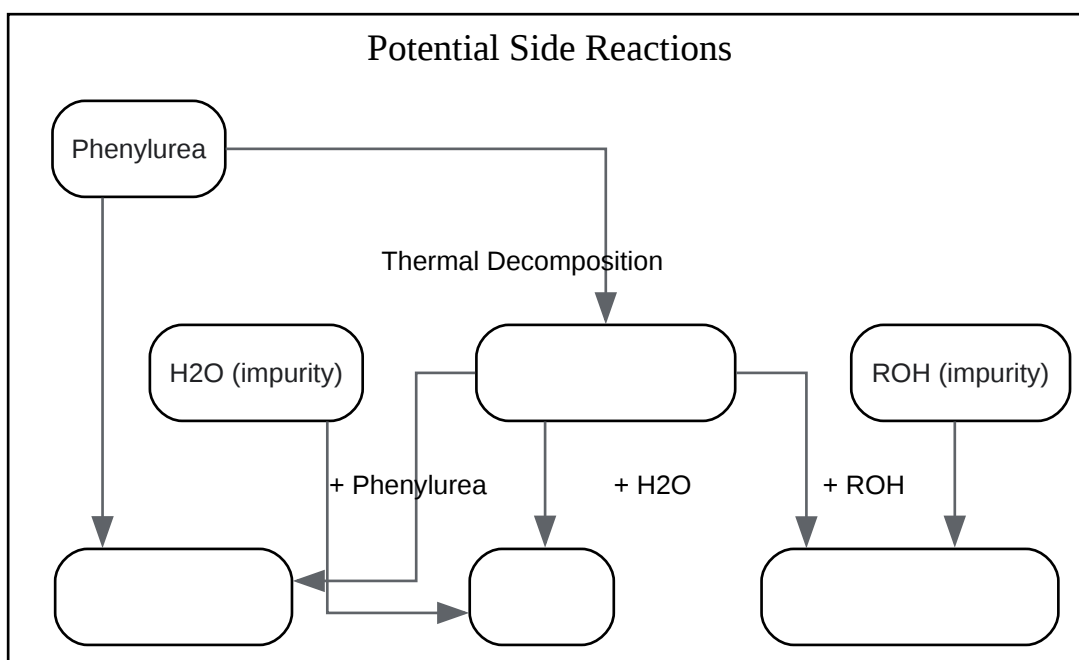 Potential Side Reactions
Phenylurea
Thermal Decomposition
H2O (impurity)
ROH (impurity)
+ Phenylurea
+ H2O
+ ROH